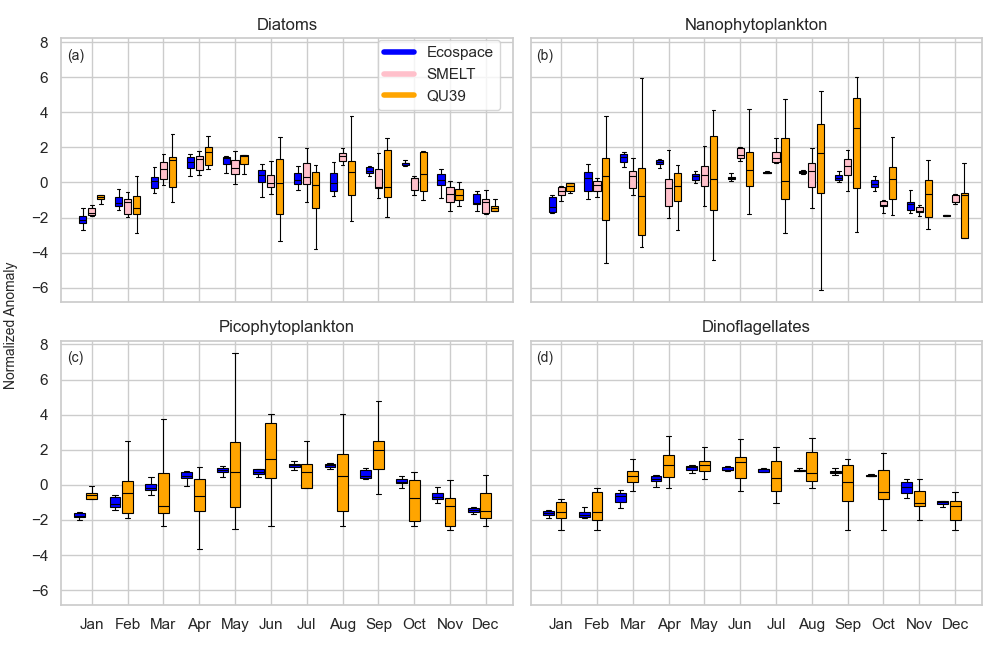 Diatoms
Nanophytoplankton
(a)
Ecospace
SMELT
QU39
(b)
8
6
4
2
0
−2
−4
−6
Normalized Anomaly
Picophytoplankton
Dinoflagellates
(c)
(d)
8
6
4
2
0
−2
−4
−6
Jan Feb Mar Apr May Jun Jul Aug Sep Oct Nov Dec
Jan Feb Mar Apr May Jun Jul Aug Sep Oct Nov Dec